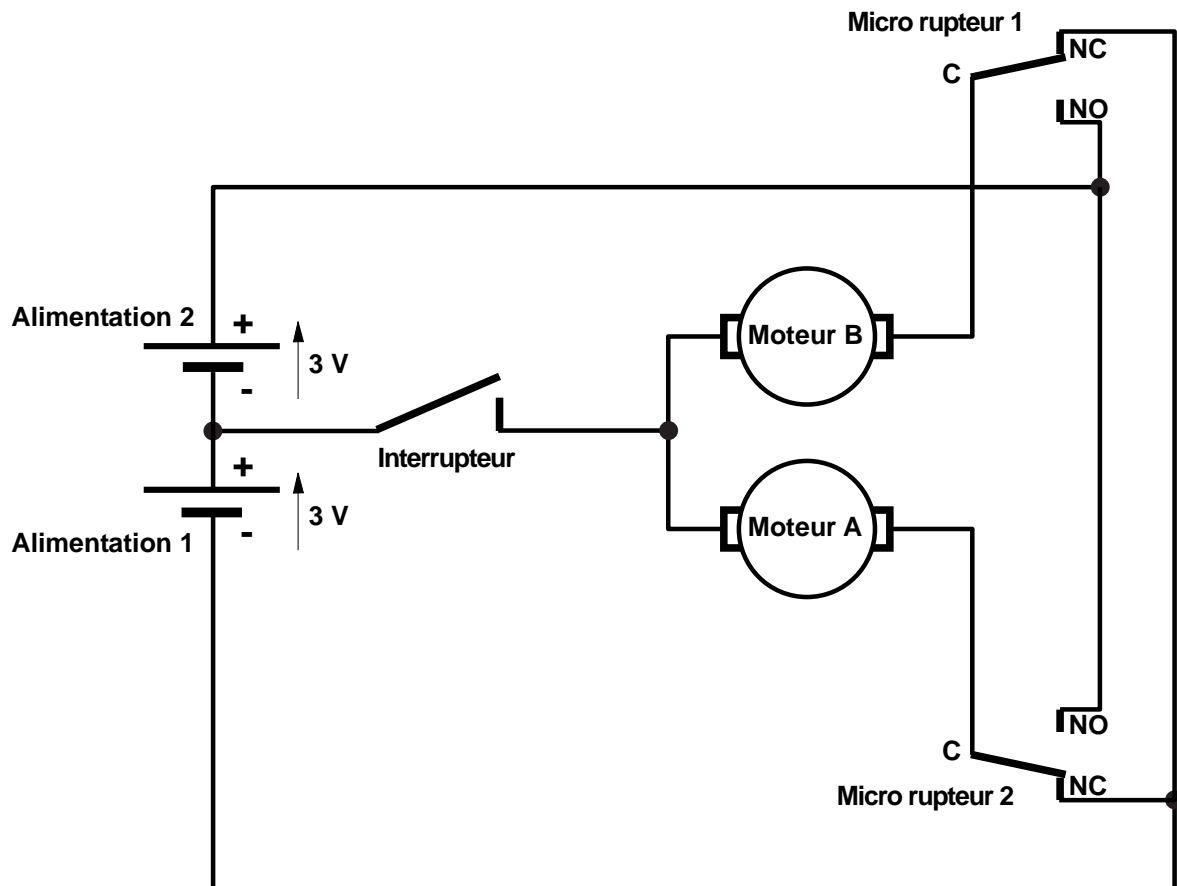 Micro rupteur 1
NC
C
NO
Alimentation 2
+
3 V
-
Moteur B
Interrupteur
+
3 V
-
Alimentation 1
Moteur A
NO
C
NC
Micro rupteur 2